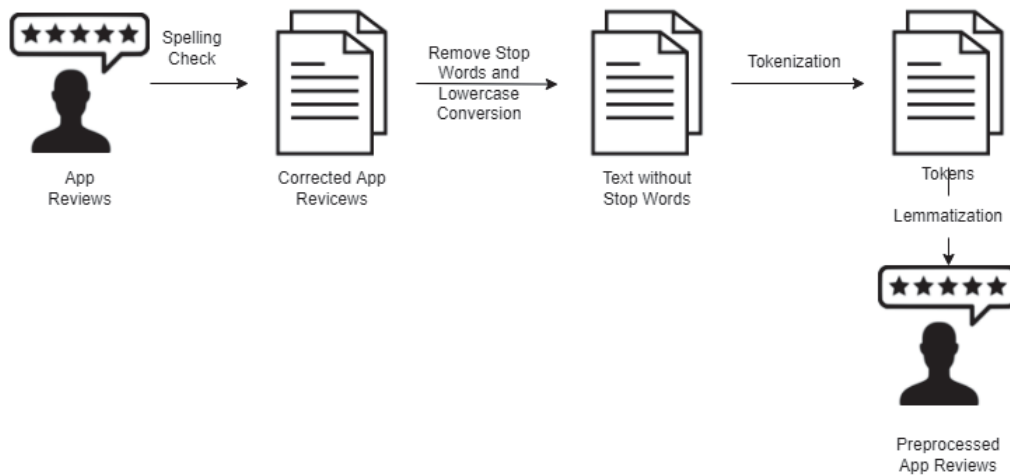 Spelling
Check
Remove Stop
Words and
Lowercase
Conversion
Tokenization
App
Reviews
Corrected App
Revicews
Text without
Stop Words
Tokens
Lemmatization
Preprocessed
App Reviews